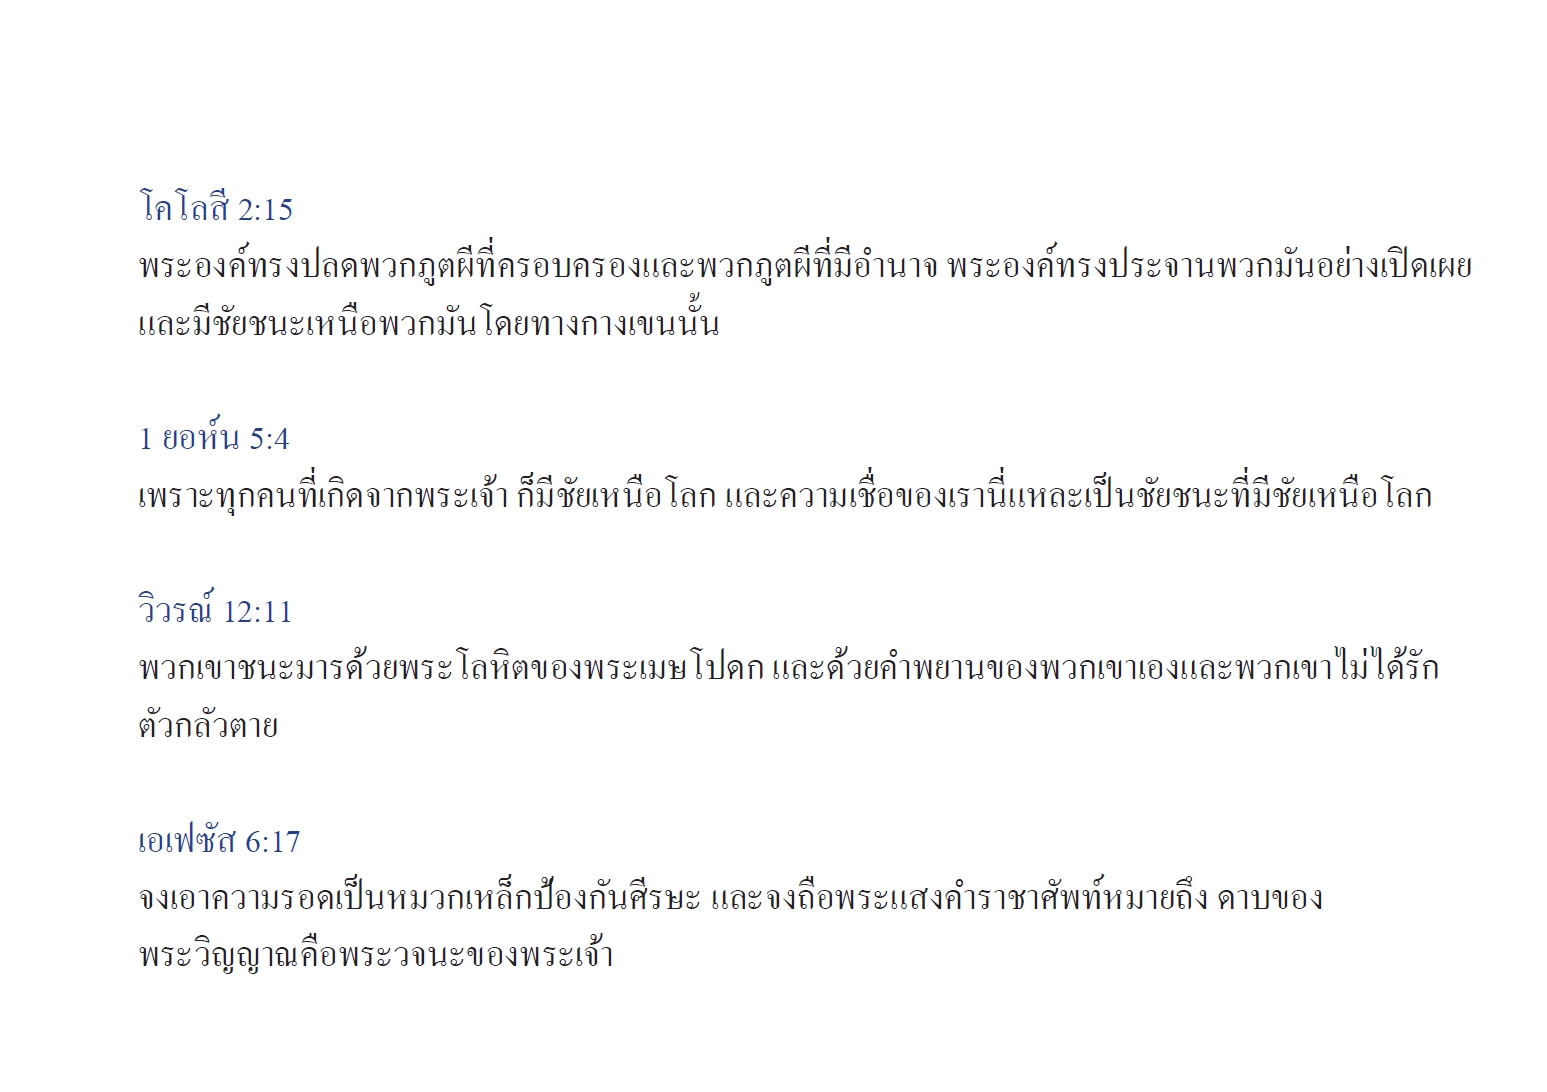 โคโลสี 2:15
พระองค์ทรงปลดพวกภูตผีที่ครอบครองและพวกภูตผีที่มีอำนาจ พระองค์ทรงประจานพวกมันอย่างเปิดเผย
และมีชัยชนะเหนือพวกมันโดยทางกางเขนนั้น
1 ยอห์น 5:4
เพราะทุกคนที่เกิดจากพระเจ้า ก็มีชัยเหนือโลก และความเชื่อของเรานี่แหละเป็นชัยชนะที่มีชัยเหนือโลก
วิวรณ์ 12:11
พวกเขาชนะมารด้วยพระโลหิตของพระเมษโปดก และด้วยคำพยานของพวกเขาเองและพวกเขาไม่ได้รัก
ตัวกลัวตาย
เอเฟซัส 6:17
จงเอาความรอดเป็นหมวกเหล็กป้องกันศีรษะ และจงถือพระแสงคำราชาศัพท์หมายถึง ดาบของ
พระวิญญาณคือพระวจนะของพระเจ้า